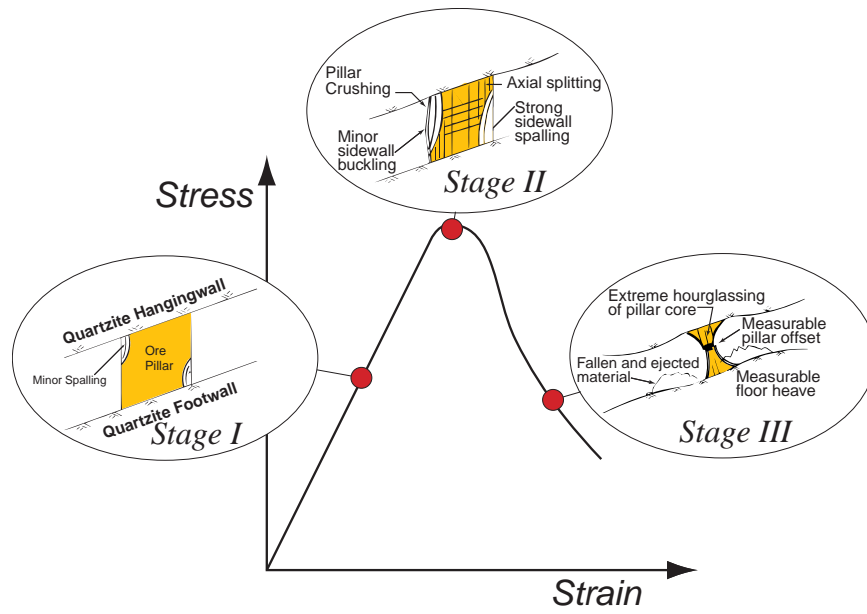 Pillar
Crushing
Axial splitting
Minor
sidewall
buckling
Strong
sidewall
spalling
Stage II
Stress
Quartzite Hangingwall
Ore
Pillar
Minor Spalling
Quartzite Footwall
Stage I
Extreme hourglassing
of pillar core
Measurable
pillar offset
Fallen and ejected
material
Measurable
floor heave
Stage III
Strain